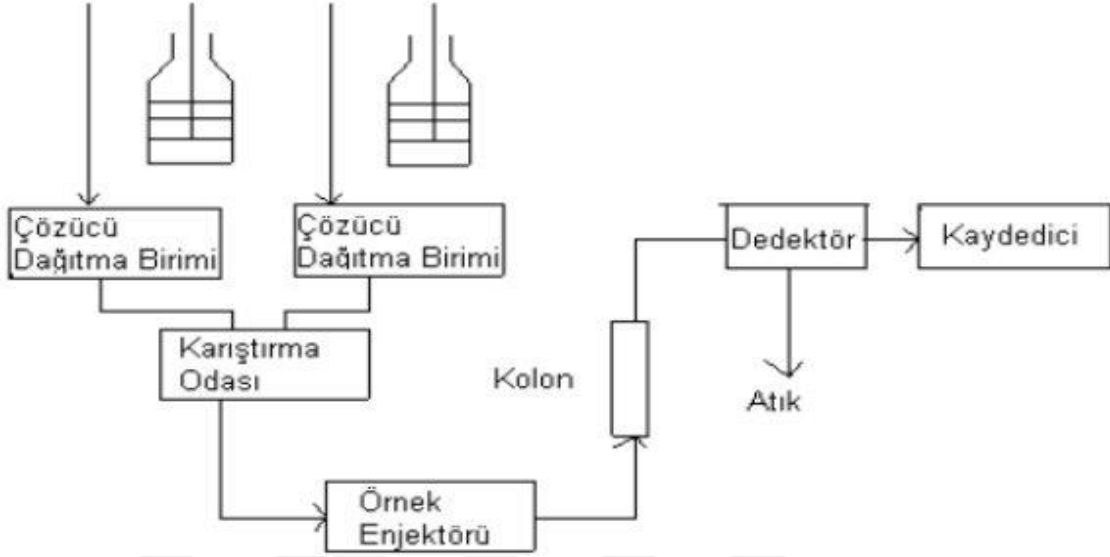 Çözücü
Dağıtma Birimi
Çözücü
Dağıtma Birimi
Karıştırma
Odası
Örnek
Enjektörü
Kolon
Dedektör
Kaydedici
Atık